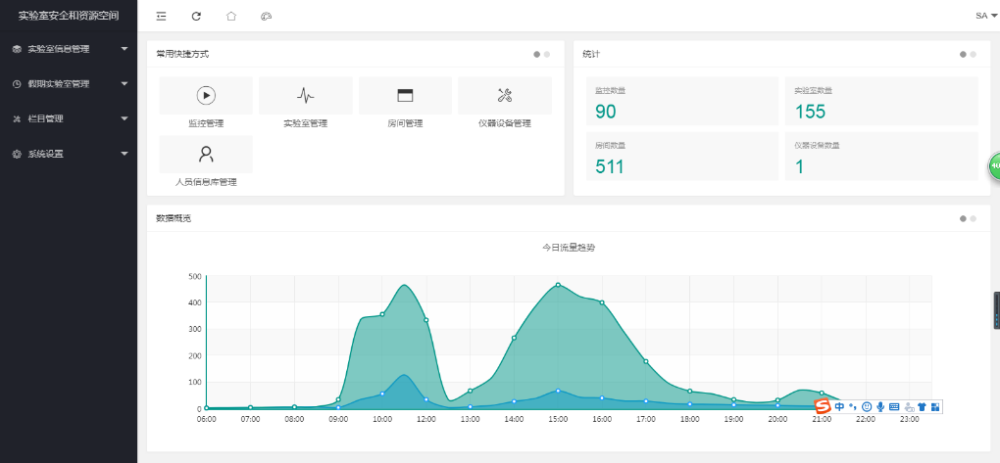 实验室安全和资源空间
SA
实验室信息管理
假期实验室管理
栏目管理
系统设置
常用快捷方式
监控管理
实验室管理
房间管理
仪器设备管理
人员信息库管理
统计
监控数量
90
实验室数量
155
房间数量
511
仪器设备数量
1
数据概览
今日流量趋势
500
400
300
200
100
0
06:00 07:00 08:00 09:00 10:00 11:00 12:00 13:00 14:00 15:00 16:00 17:00 18:00 19:00 20:00 21:00 22:00 23:00
中